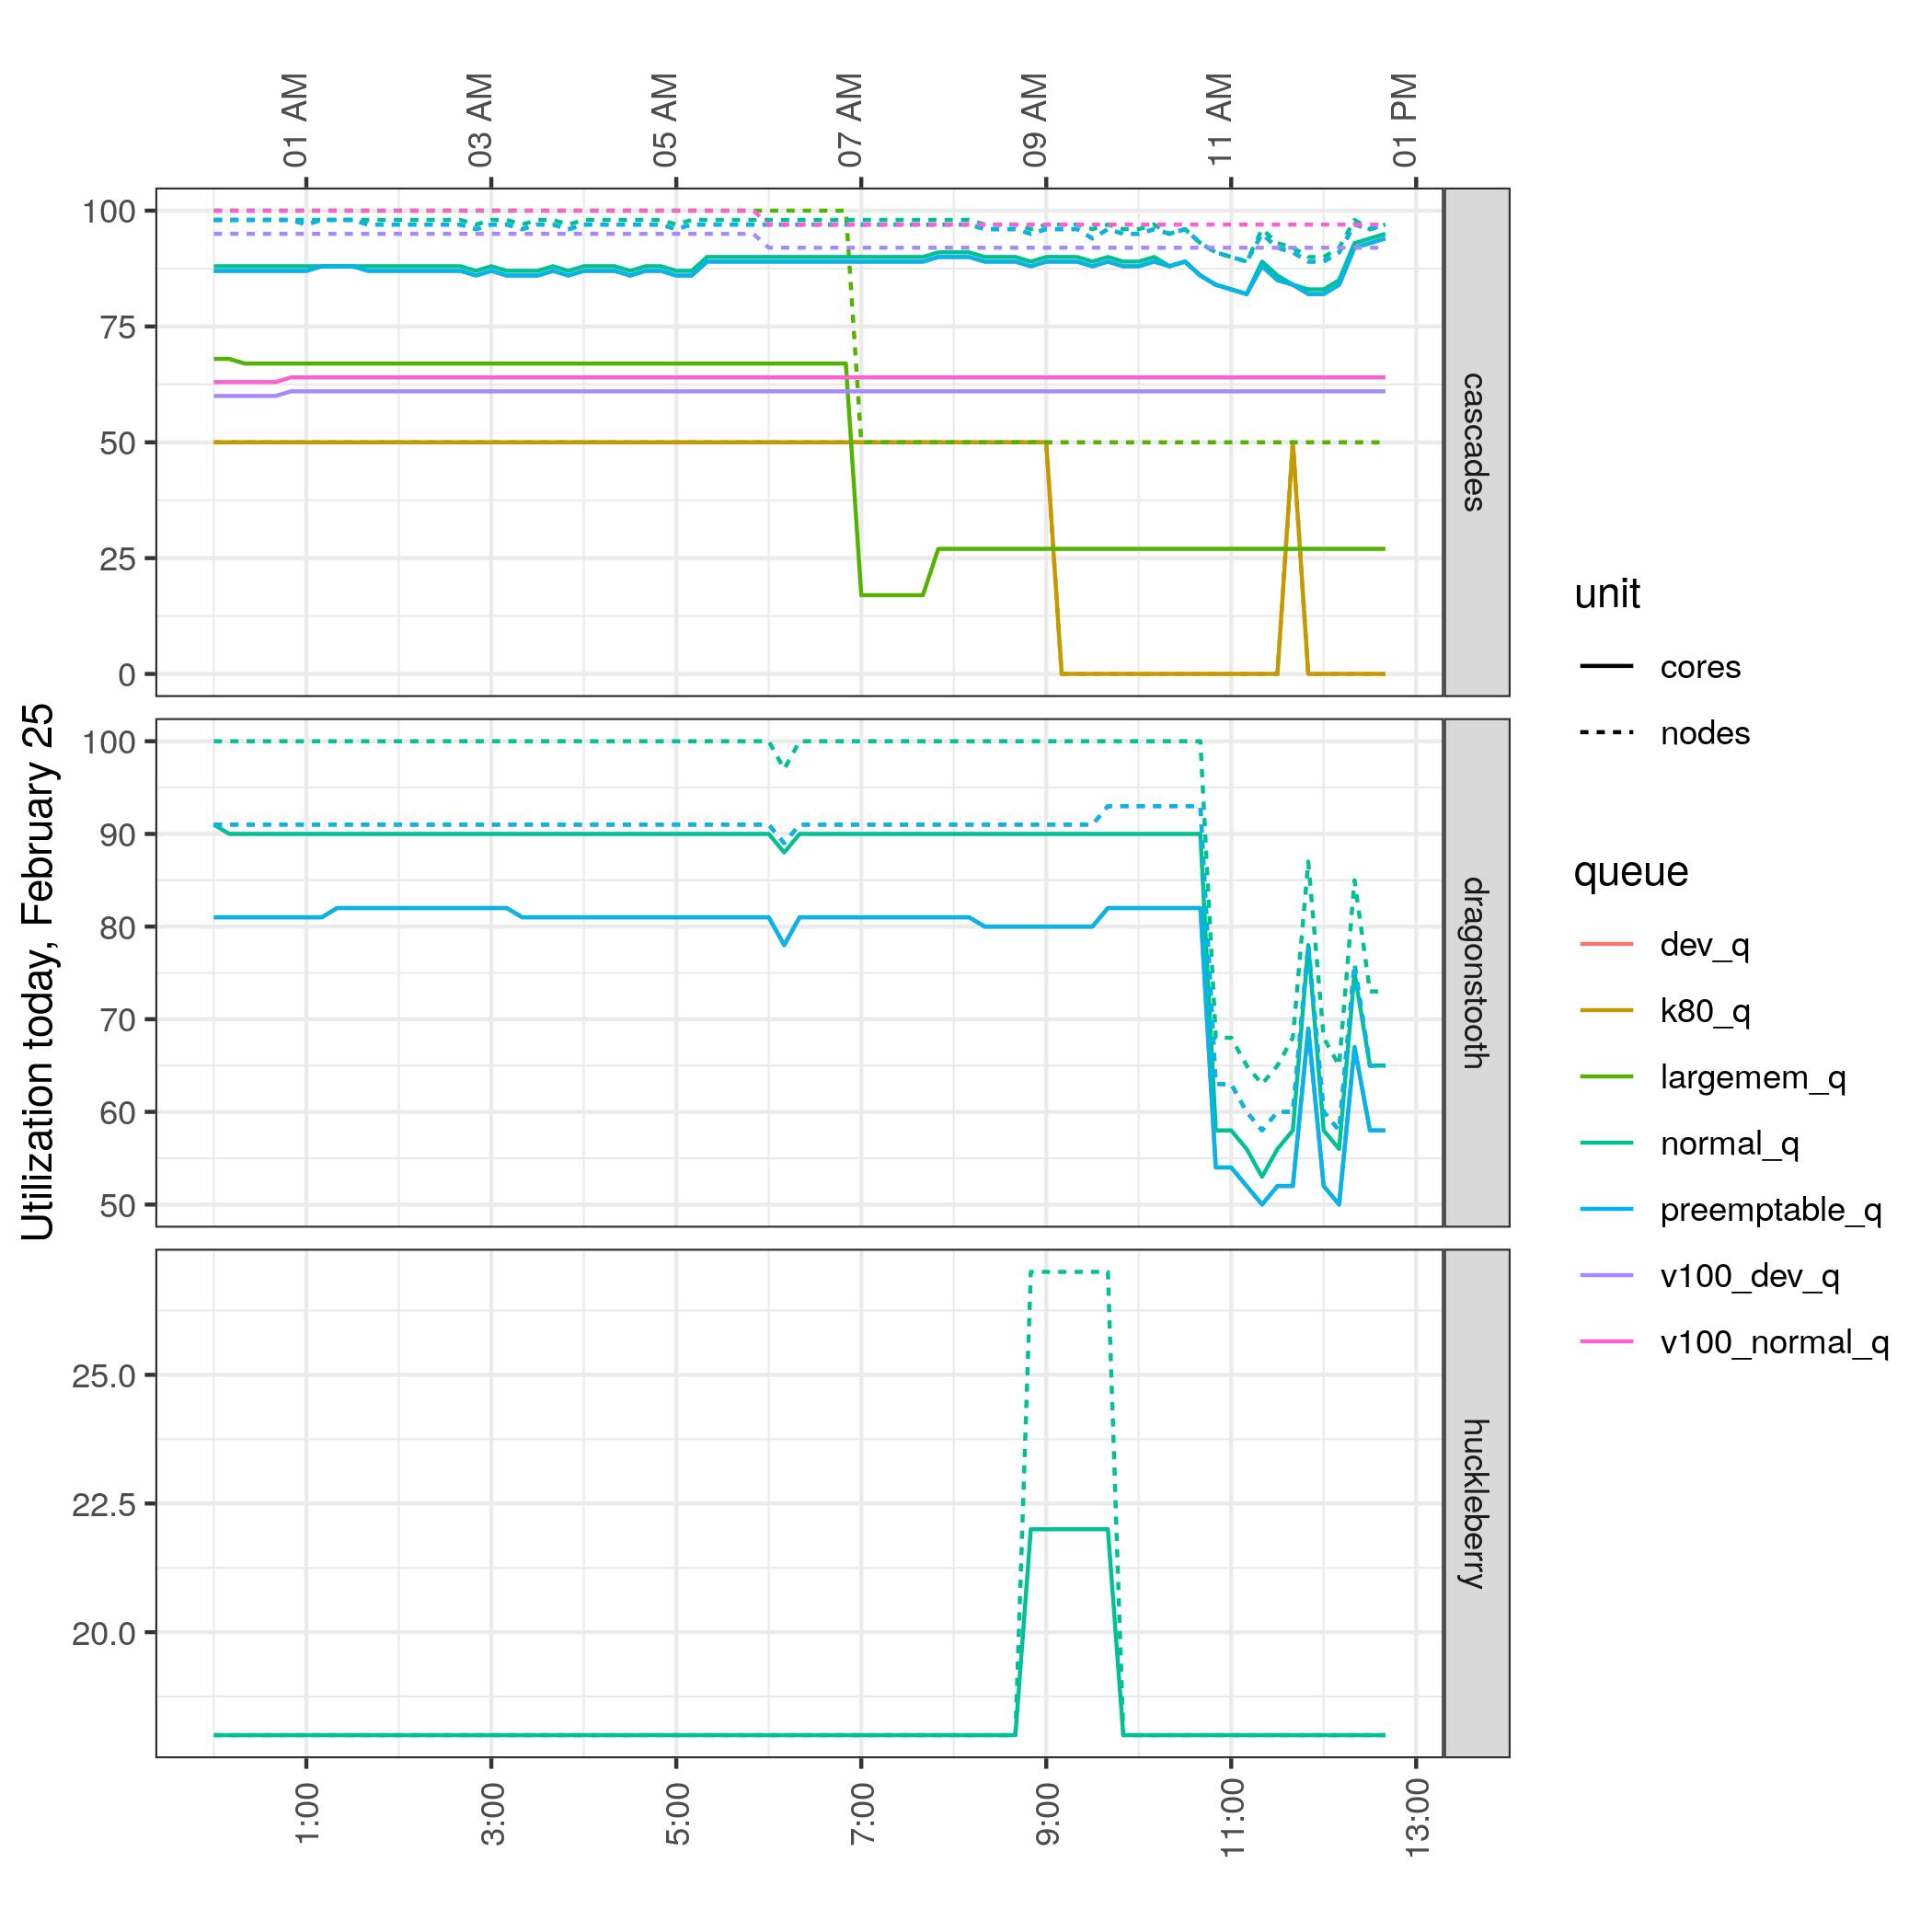 01 AM
03 AM
05 AM
07 AM
09 AM
11 AM
01 PM
Utilization today, February 25
100
75
50
25
0
cascades
100
90
80
70
60
50
dragonstooth
25.0
22.5
20.0
huckleberry
1:00
3:00
5:00
7:00
9:00
11:00
13:00
unit
cores
nodes
queue
dev_q
k80_q
largemem_q
normal_q
preemptable_q
v100_dev_q
v100_normal_q